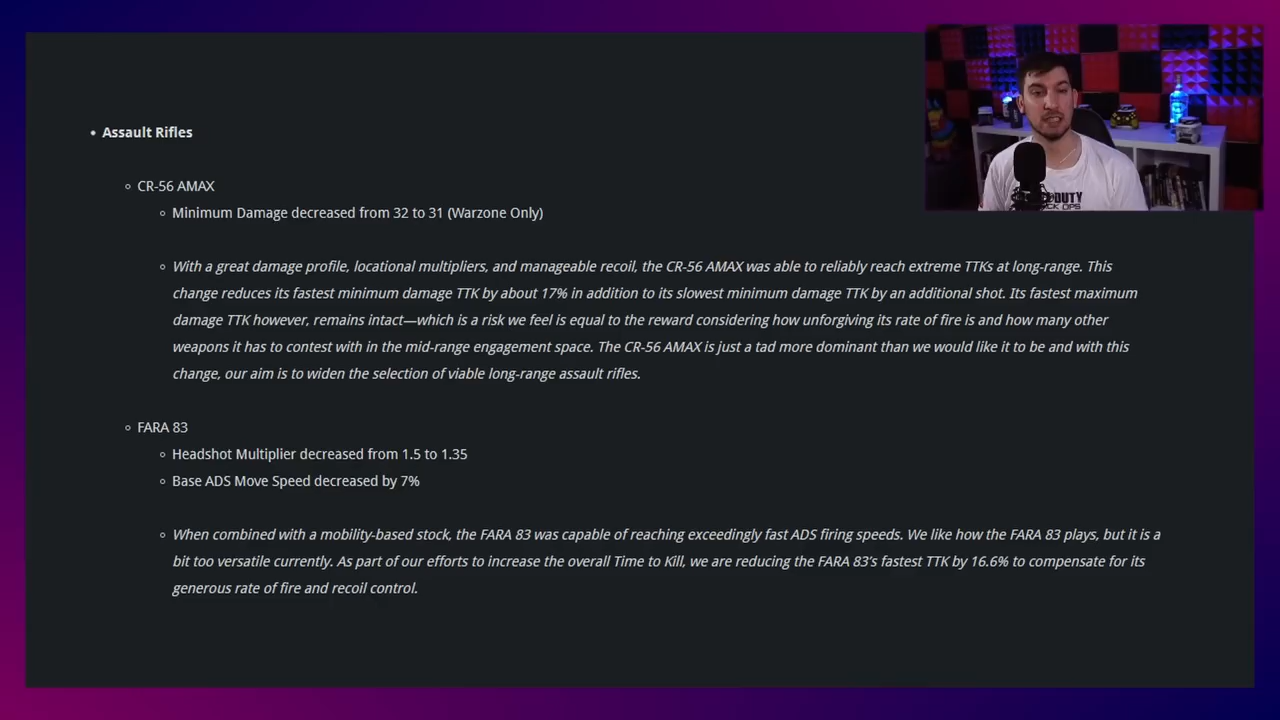 Assault Rifles
CR-56 AMAX
Minimum Damage decreased from 32 to 31 (Warzone Only)
With a great damage profile, locational multipliers, and manageable recoil, the CR-56 AMAX was able to reliably reach extreme TTKs at long-range. This
change reduces its fastest minimum damage TTK by about 17% in addition to its slowest minimum damage TTK by an additional shot. Its fastest maximum
damage TTK however, remains intact—which is a risk we feel is equal to the reward considering how unforgiving its rate of fire is and how many other
weapons it has to contest with in the mid-range engagement space. The CR-56 AMAX is just a tad more dominant than we would like it to be and with this
change, our aim is to widen the selection of viable long-range assault rifles.
FARA 83
Headshot Multiplier decreased from 1.5 to 1.35
Base ADS Move Speed decreased by 7%
When combined with a mobility-based stock, the FARA 83 was capable of reaching exceedingly fast ADS firing speeds. We like how the FARA 83 plays, but it is a
bit too versatile currently. As part of our efforts to increase the overall Time to Kill, we are reducing the FARA 83's fastest TTK by 16.6% to compensate for its
generous rate of fire and recoil control.
DUTY
OPS